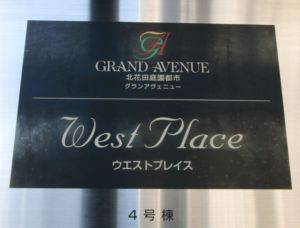 GRAND AVENUE
北花田庭園都市
グランアヴェニュー
West Place
ウエストプレイス
4号棟